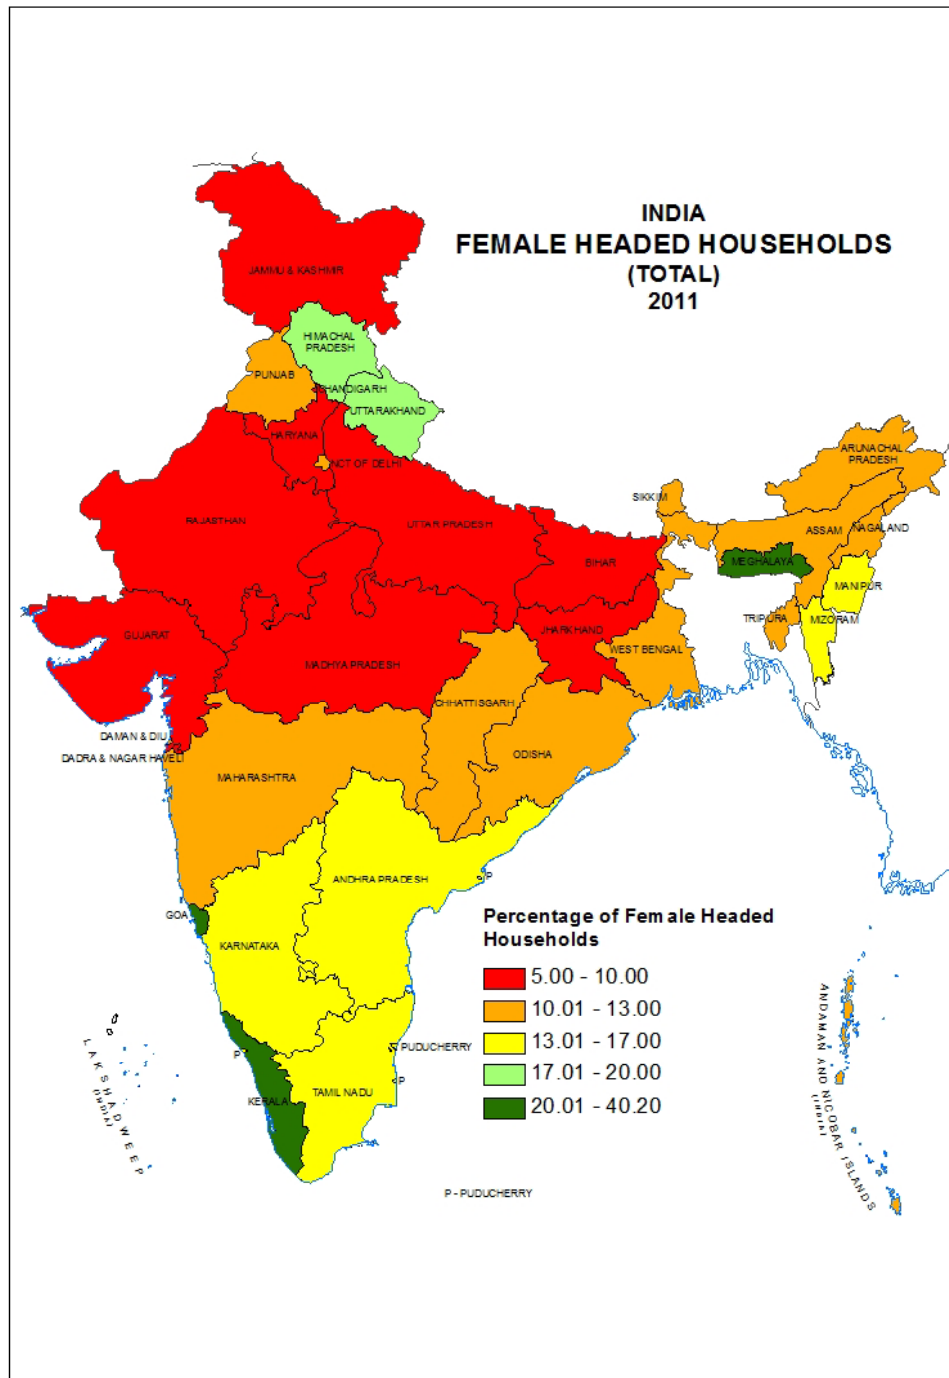 INDIA
FEMALE HEADED HOUSEHOLDS
(TOTAL)
2011
JAMMU & KASHMIR
HIMACHAL
PRADESH
PUNJAB
CHANDIGARH
UTTARAKHAND
HARYANA
NCT OF DELHI
ARUNACHAL
PRADESH
SIKKIM
RAJASTHAN
UTTAR PRADESH
ASSAM
NAGALAND
BIHAR
MEGHALAYA
MANIPUR
GUJARAT
JHARKHAND
TRIPURA
MIZORAM
WEST BENGAL
MADHYA PRADESH
CHHATTISGARH
DAMAN & DIU
DADRA & NAGAR HAVELI
ODISHA
MAHARASHTRA
ANDHRA PRADESH
P
GOA
KARNATAKA
Percentage of Female Headed
Households
5.00 - 10.00
10.01 - 13.00
13.01 - 17.00
17.01 - 20.00
20.01 - 40.20
LAKSHADWEEP
(INDIA)
P
PUDUCHERRY
P
KERALA
TAMIL NADU
ANDAMAN AND NICOBAR ISLANDS
(INDIA)
P - PUDUCHERRY